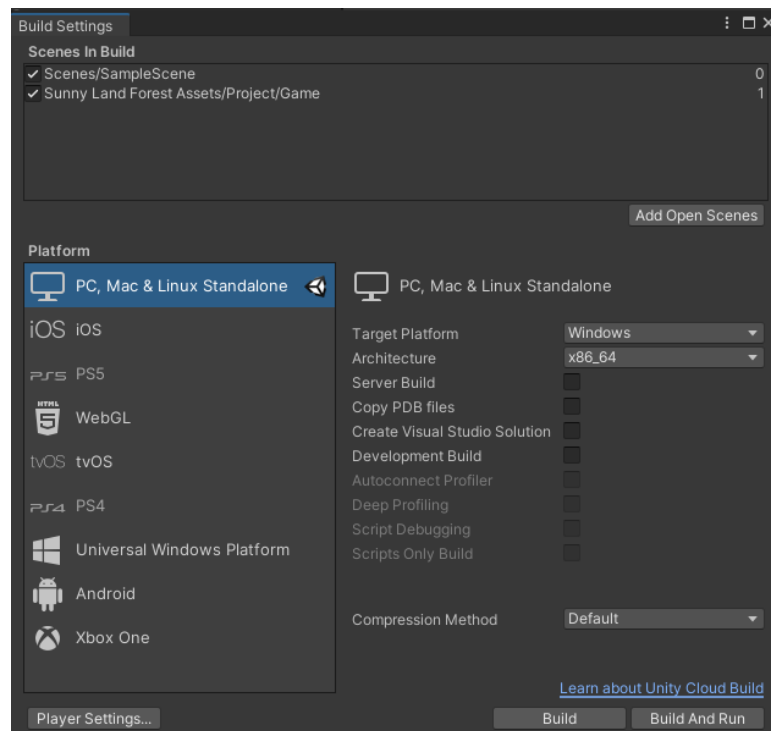 Build Settings
Scenes In Build
Scenes/SampleScene 0
Sunny Land Forest Assets/Project/Game 1
Add Open Scenes
Platform
PC, Mac & Linux Standalone
iOS iOS
PS5 PS5
HTML 5 WebGL
tvOS tvOS
PS4 PS4
Universal Windows Platform
Android
Xbox One
PC, Mac & Linux Standalone
Target Platform Windows
Architecture x86_64
Server Build
Copy PDB files
Create Visual Studio Solution
Development Build
Autoconnect Profiler
Deep Profiling
Script Debugging
Scripts Only Build
Compression Method Default
Learn about Unity Cloud Build
Player Settings... Build Build And Run